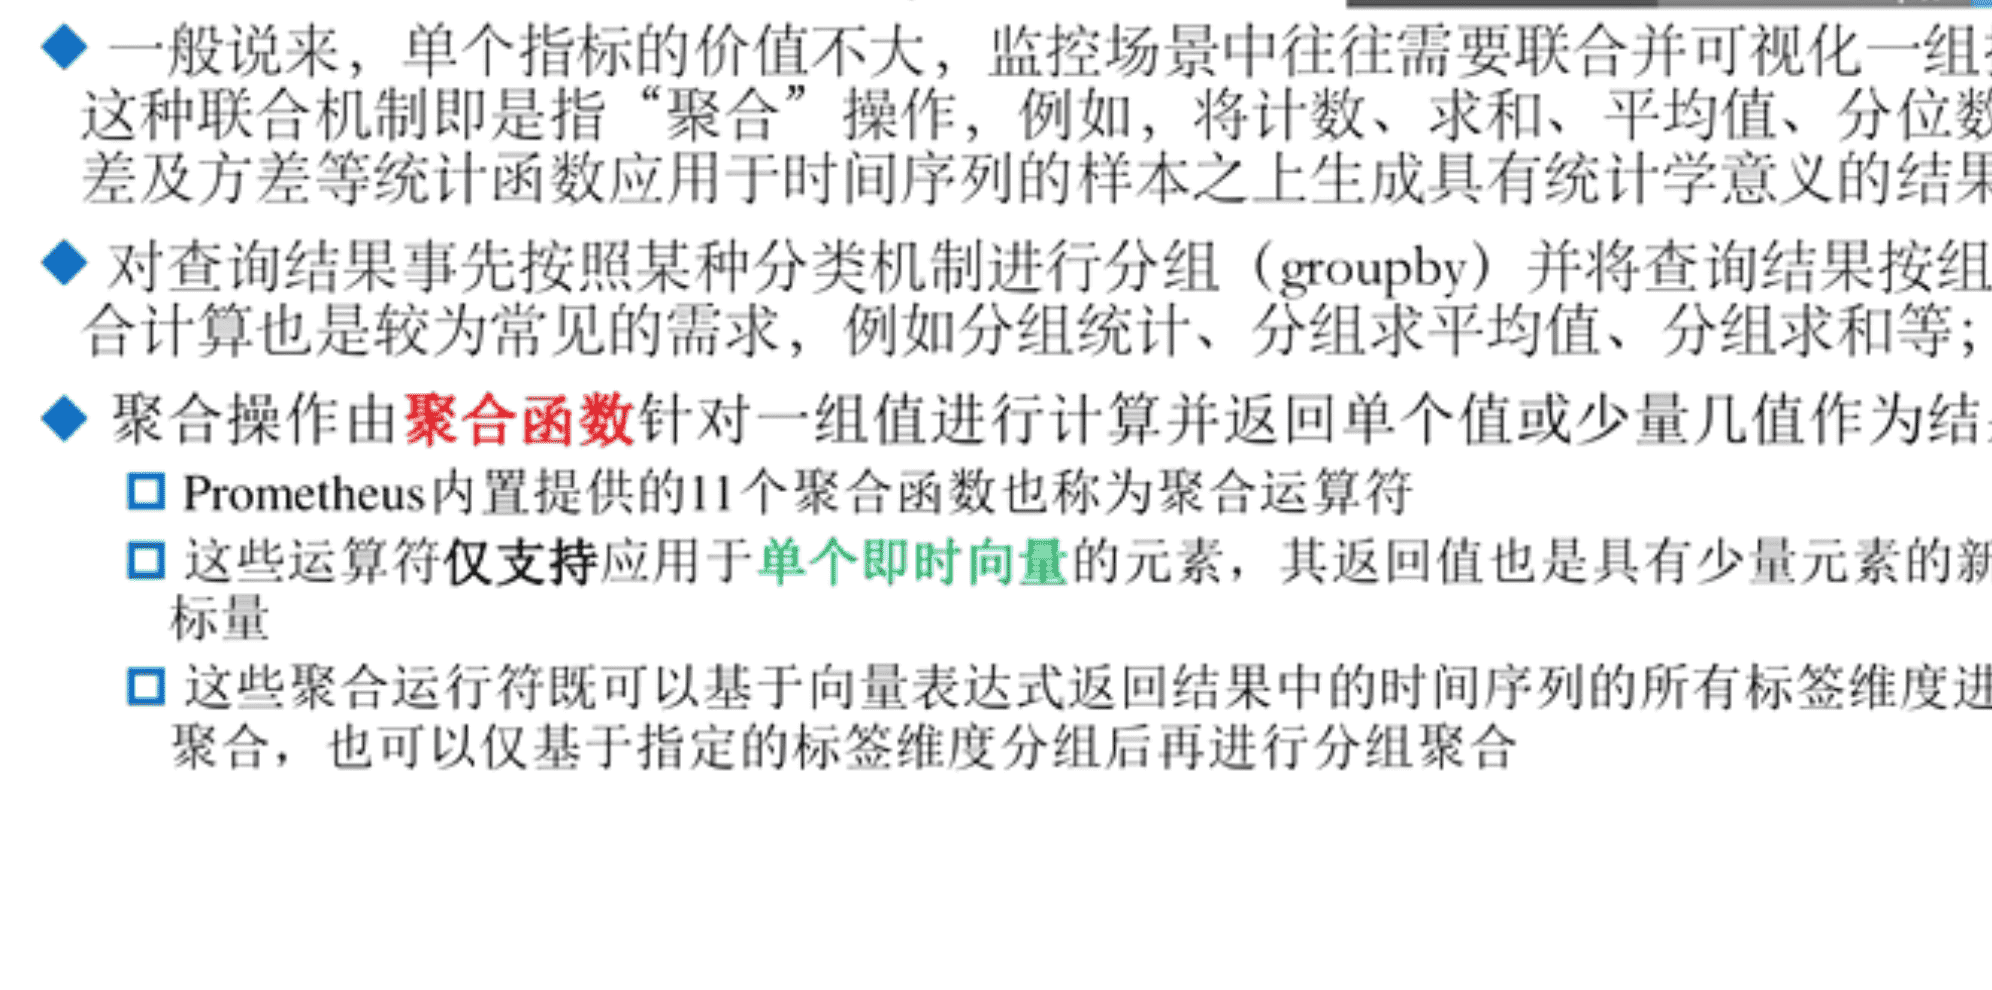 一般说来，单个指标的价值不大，监控场景中往往需要联合并可视化一组
这种联合机制即是指“聚合”操作，例如，将计数、求和、平均值、分位数
差及方差等统计函数应用于时间序列的样本之上生成具有统计学意义的结果
对查询结果事先按照某种分类机制进行分组（groupby）并将查询结果按组
合计算也是较为常见的需求，例如分组统计、分组求平均值、分组求和等；
聚合操作由聚合函数针对一组值进行计算并返回单个值或少量几值作为结
Prometheus内置提供的11个聚合函数也称为聚合运算符
这些运算符仅支持应用于单个即时向量的元素，其返回值也是具有少量元素的新
标量
这些聚合运行符既可以基于向量表达式返回结果中的时间序列的所有标签维度进
聚合，也可以仅基于指定的标签维度分组后再进行分组聚合